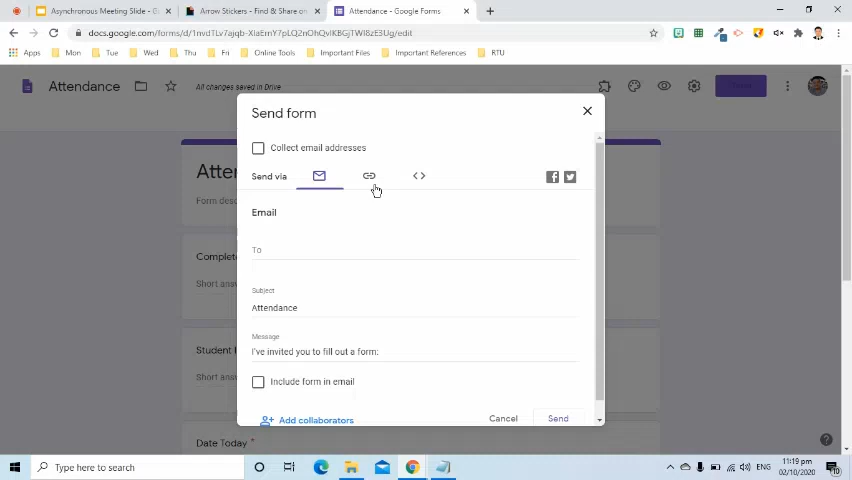 Asynchronous Meeting Slide - G
Arrow Stickers - Find & Share on
Attendance - Google Forms
docs.google.com/forms/d/1nvdTLv7ajqb-XlaErnY7pLQ2nOhQvlKBGjTWl8zE3Ug/edit
Apps Mon Tue Wed Thu Fri Online Tools Important Files Important References RTU
Attendance
All changes saved in Drive
Send form
Collect email addresses
Send via
Email
To
Subject
Attendance
Message
I've invited you to fill out a form:
Include form in email
Add collaborators
Cancel Send
Atten
Form desc
Complet
Short ans
Student I
Short ans
Date Today *
Type here to search
ENG
11:19 pm
02/10/2020
10